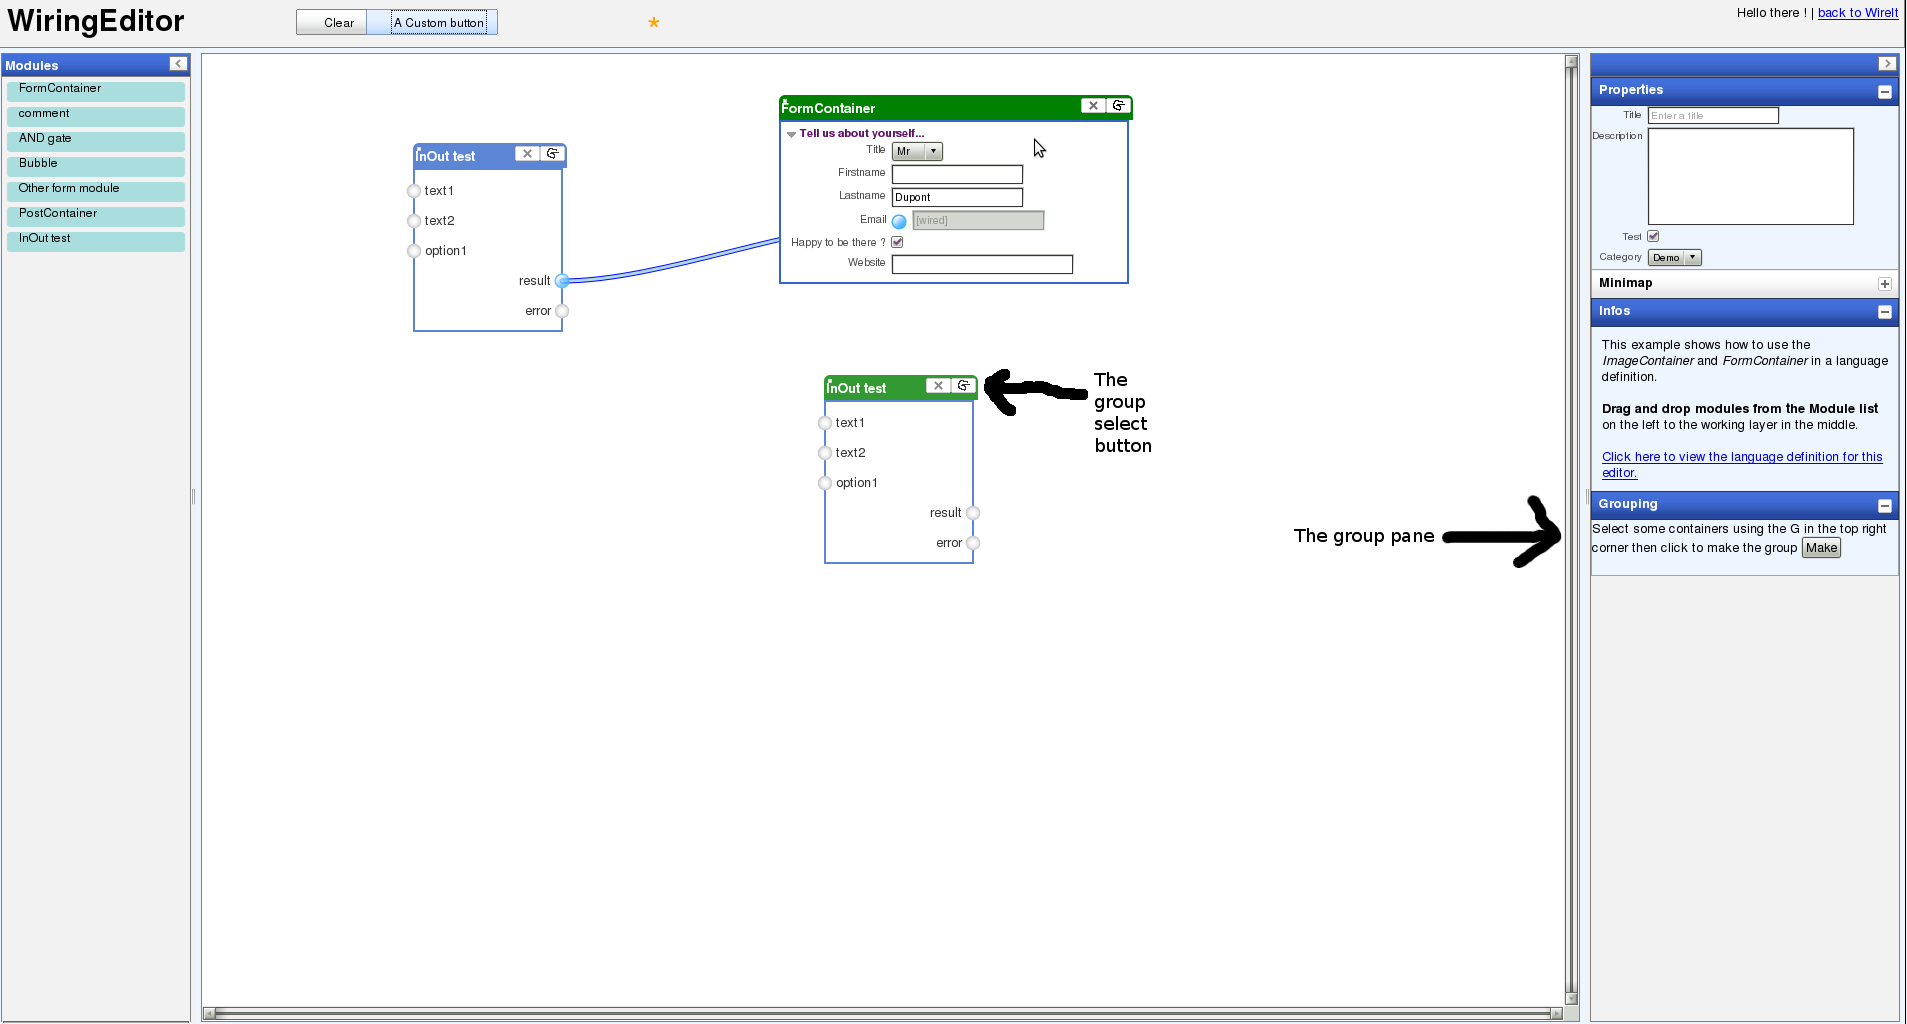 WiringEditor
Clear
A Custom button
*
Hello there ! | back to WireIt
Modules
FormContainer
comment
AND gate
Bubble
Other form module
PostContainer
InOut test
InOut test
text1
text2
option1
result
error
FormContainer
Tell us about yourself...
Title Mr
Firstname
Lastname Dupont
Email [wired]
Happy to be there ?
Website
InOut test
text1
text2
option1
result
error
The
group
select
button
The group pane
Properties
Title Enter a title
Description
Test
Category Demo
Minimap
Infos
This example shows how to use the
ImageContainer and FormContainer in a language
definition.
Drag and drop modules from the Module list
on the left to the working layer in the middle.
Click here to view the language definition for this
editor.
Grouping
Select some containers using the G in the top right
corner then click to make the group Make